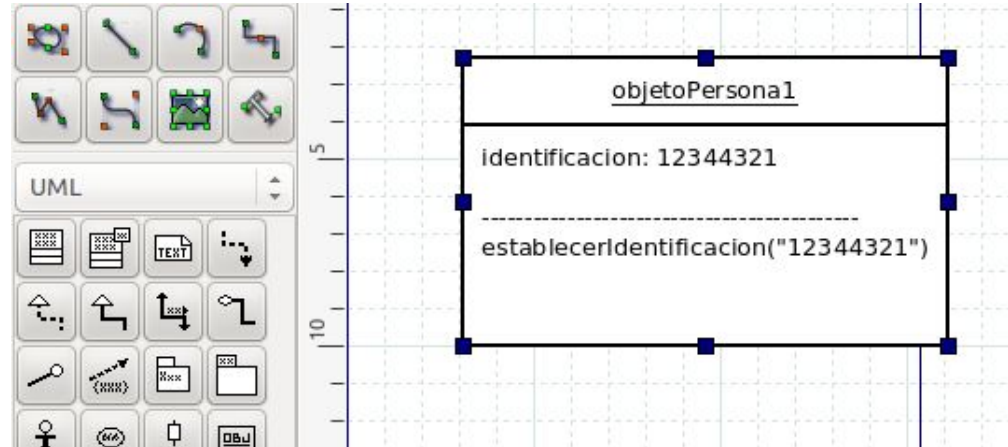 objetoPersona1
5
identificacion: 12344321
UML
-------------------------------------------
establecerIdentificacion("12344321")
TEXT
10
OBJ